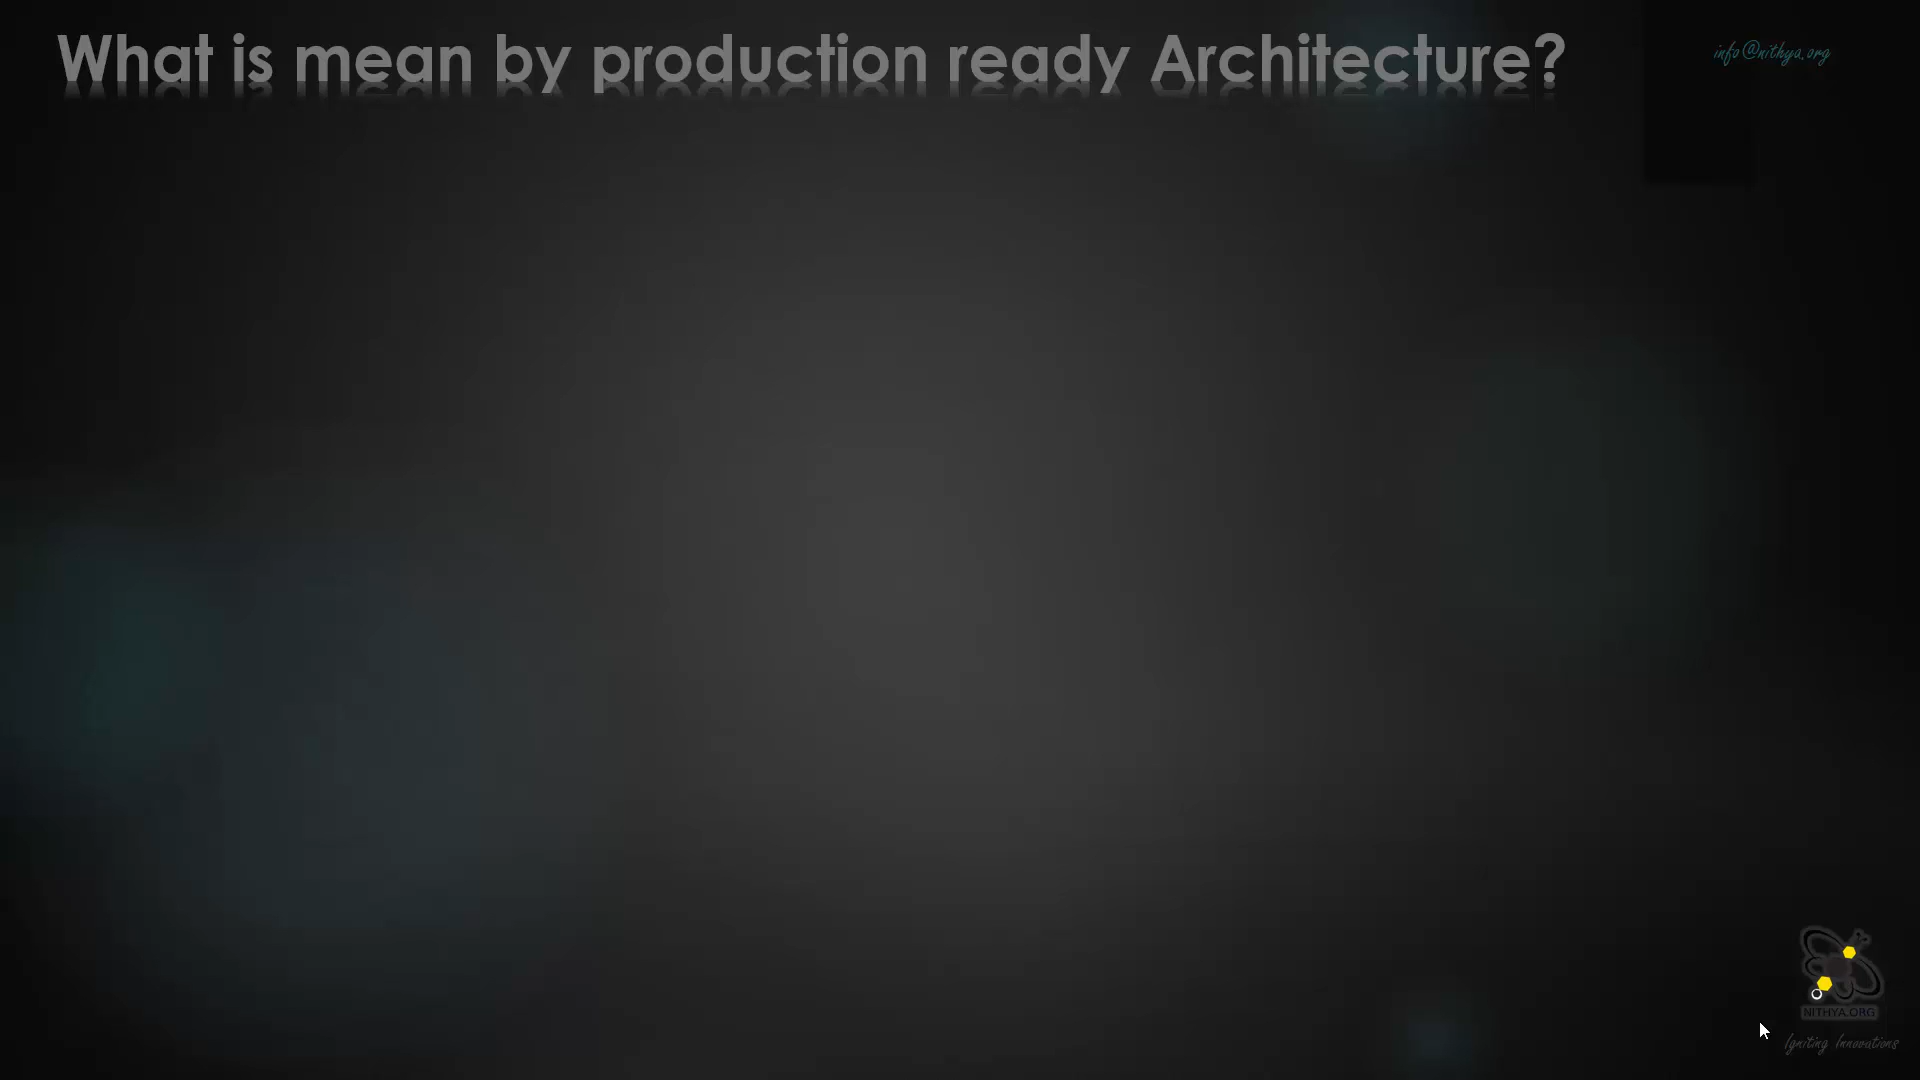 What is mean by production ready Architecture?
info@nithya.org
NITHYA.ORG
Igniting Innovations